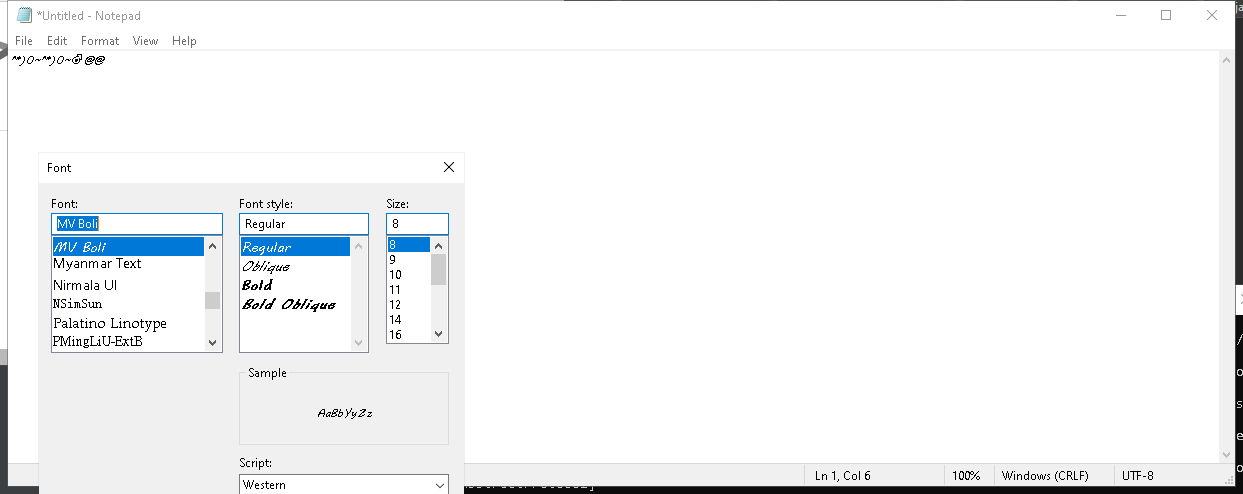 *Untitled - Notepad
File Edit Format View Help
Font
Font: Font style: Size:
MV Boli Regular 8
MV Boli Regular 8
Myanmar Text Oblique 9
Nirmala UI Bold 10
NSimSun Bold Oblique 11
Palatino Linotype 12
PMingLiU-ExtB 14
16
Sample
AaBbYyZz
Script:
Western
Ln 1, Col 6 100% Windows (CRLF) UTF-8